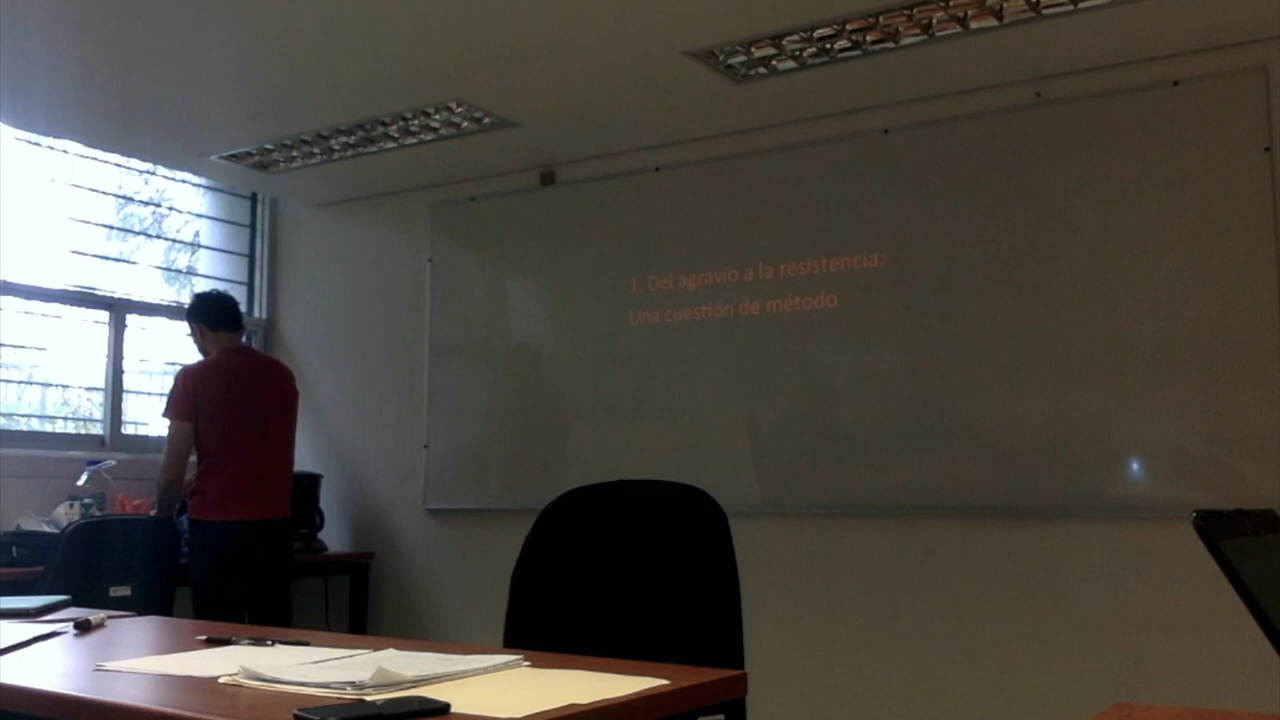 1. Del agravio a la resistencia:
Una cuestión de método